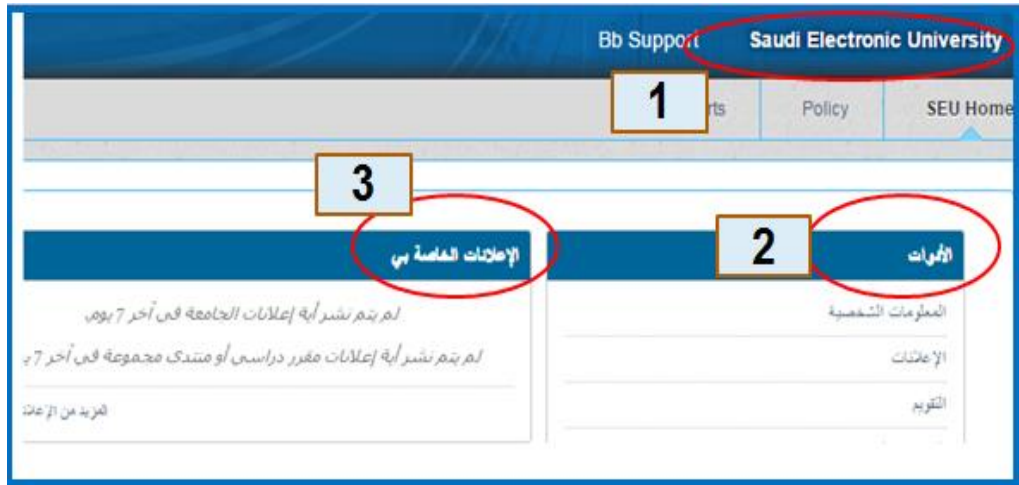 Bb Support Saudi Electronic University
1
rts Policy SEU Home
3
2
الأدوات
الإعلانات الخاصة بي
المعلومات الشخصية
الإعلانات
التقويم
لم يتم نشر أية إعلانات الجامعة في آخر 7 يوم.
لم يتم نشر أية إعلانات مقرر دراسي أو منتدى مجموعة في آخر 7 ي
المزيد من الإعلانا